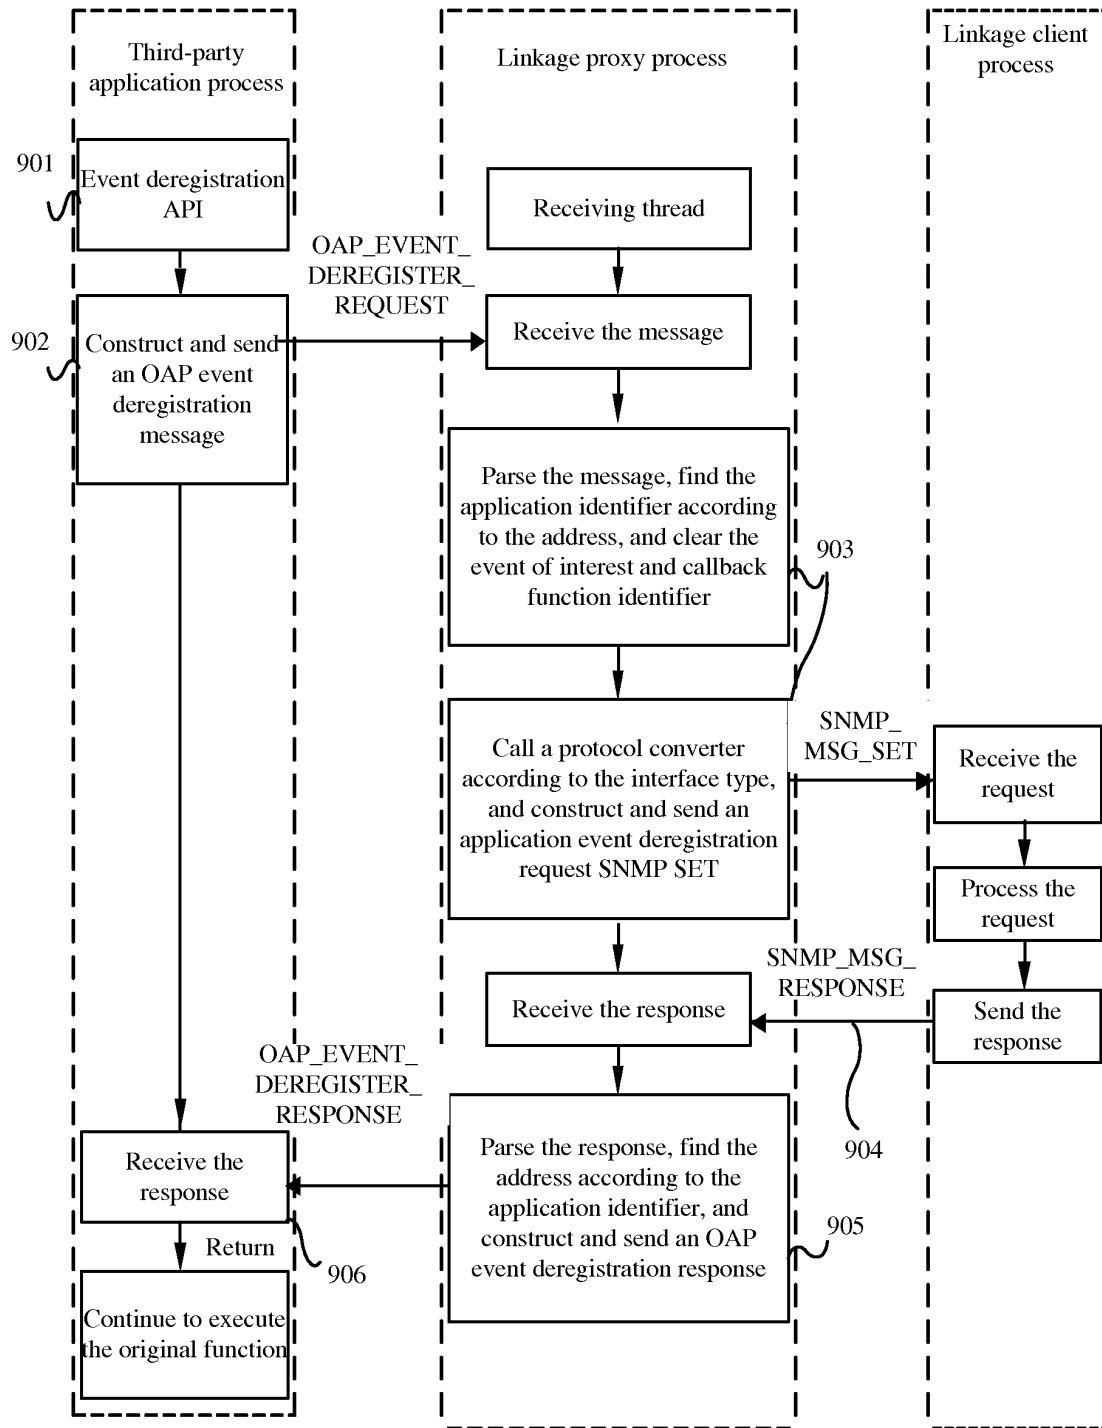 Third-party
application process
Linkage proxy process
Linkage client
process
901
Event deregistration
API
Receiving thread
OAP_EVENT_
DEREGISTER_
REQUEST
902
Construct and send
an OAP event
deregistration
message
Receive the message
Parse the message, find the
application identifier according
to the address, and clear the
event of interest and callback
function identifier
903
Call a protocol converter
according to the interface type,
and construct and send an
application event deregistration
request SNMP SET
SNMP_
MSG_SET
Receive the
request
Process the
request
SNMP_MSG_
RESPONSE
Send the
response
Receive the response
904
OAP_EVENT_
DEREGISTER_
RESPONSE
Parse the response, find the
address according to the
application identifier, and
construct and send an OAP
event deregistration response
905
Receive the
response
906
Return
Continue to execute
the original function